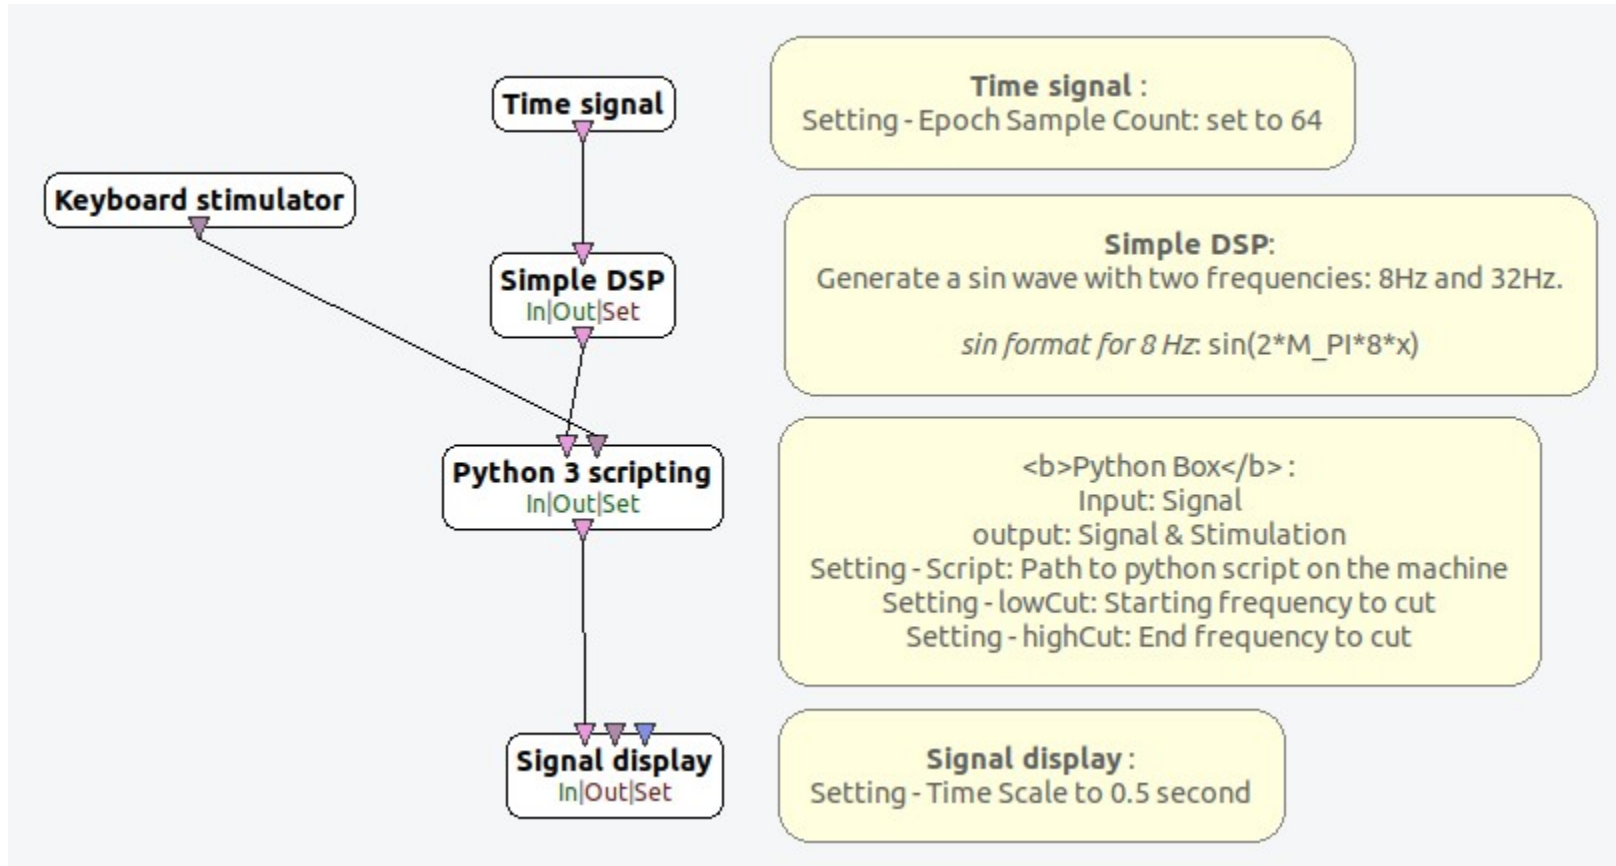 Time signal
Keyboard stimulator
Simple DSP
In|Out|Set
Python 3 scripting
In|Out|Set
Signal display
In|Out|Set
Time signal :
Setting - Epoch Sample Count: set to 64
Simple DSP:
Generate a sin wave with two frequencies: 8Hz and 32Hz.
sin format for 8 Hz: sin(2*M_PI*8*x)
<b>Python Box</b> :
Input: Signal
output: Signal & Stimulation
Setting - Script: Path to python script on the machine
Setting - lowCut: Starting frequency to cut
Setting - highCut: End frequency to cut
Signal display :
Setting - Time Scale to 0.5 second